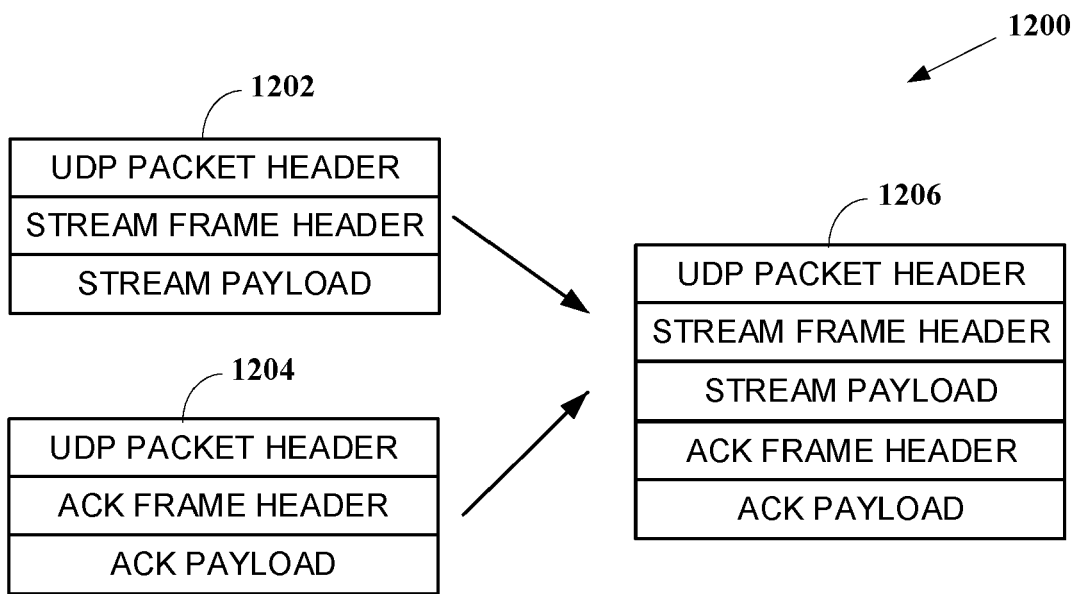 1200
1202
UDP PACKET HEADER
STREAM FRAME HEADER
STREAM PAYLOAD
1204
UDP PACKET HEADER
ACK FRAME HEADER
ACK PAYLOAD
1206
UDP PACKET HEADER
STREAM FRAME HEADER
STREAM PAYLOAD
ACK FRAME HEADER
ACK PAYLOAD